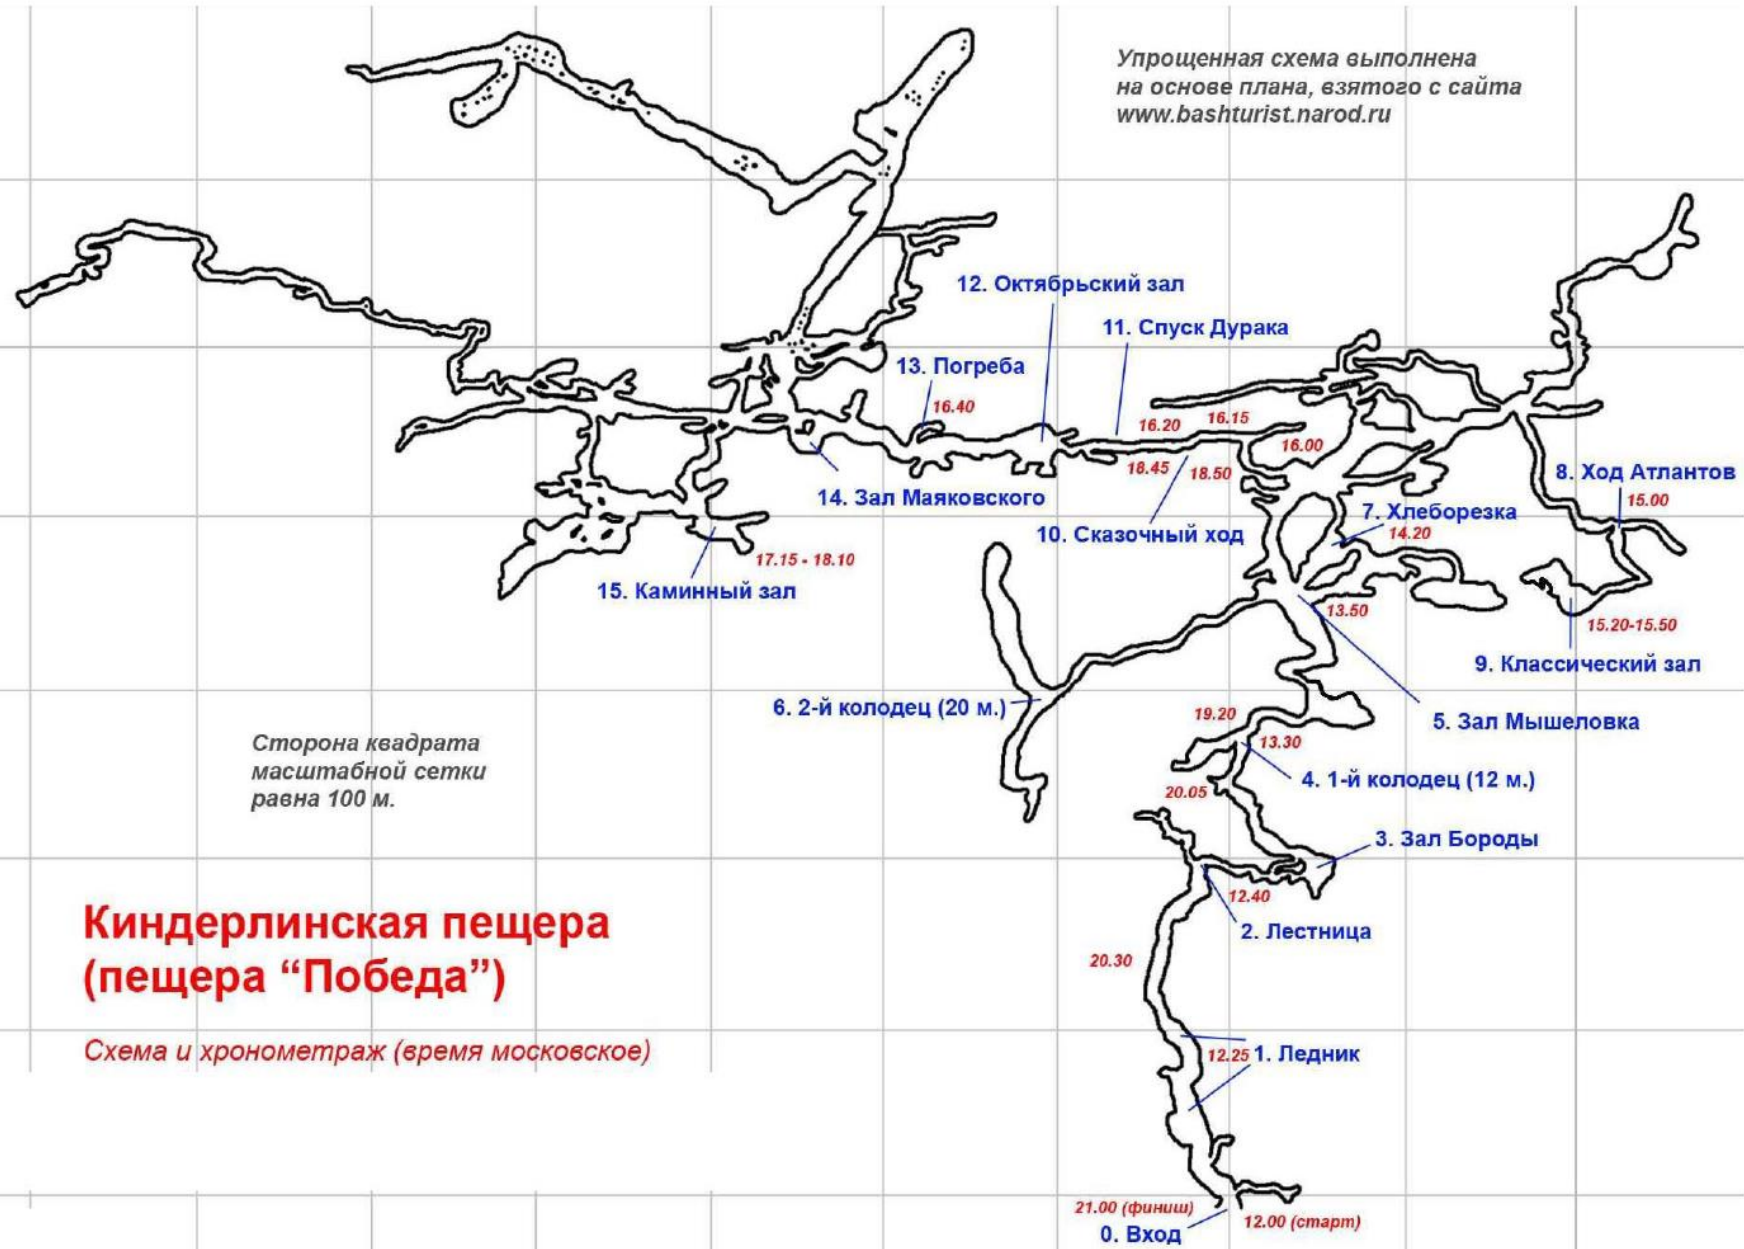 Упрощенная схема выполнена
на основе плана, взятого с сайта
www.bashturist.narod.ru
12. Октябрьский зал
11. Спуск Дурака
13. Погреба
16.40
16.20
16.15
16.00
18.45
18.50
14. Зал Маяковского
10. Сказочный ход
8. Ход Атлантов
15.00
7. Хлеборезка
14.20
17.15 - 18.10
15. Каминный зал
13.50
15.20-15.50
9. Классический зал
6. 2-й колодец (20 м.)
19.20
13.30
5. Зал Мышеловка
4. 1-й колодец (12 м.)
20.05
Сторона квадрата
масштабной сетки
равна 100 м.
3. Зал Бороды
12.40
2. Лестница
20.30
Киндерлинская пещера
(пещера “Победа”)
Схема и хронометраж (время московское)
12.25
1. Ледник
21.00 (финиш)
12.00 (старт)
0. Вход